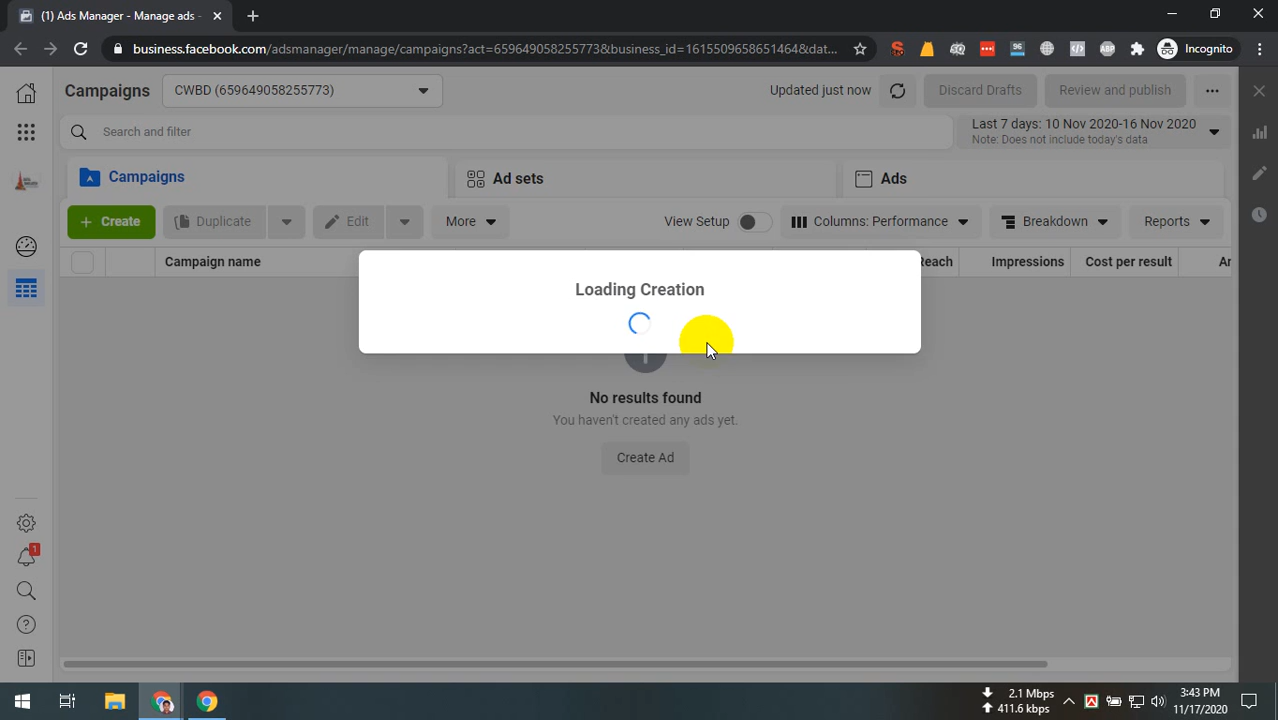 (1) Ads Manager - Manage ads -
business.facebook.com/adsmanager/manage/campaigns?act=659649058255773&business_id=1615509658651464&dat...
96
ABP
Incognito
Campaigns
CWBD (659649058255773)
Updated just now
Discard Drafts
Review and publish
Search and filter
Last 7 days: 10 Nov 2020-16 Nov 2020
Note: Does not include today's data
Campaigns
Ad sets
Ads
+ Create
Duplicate
Edit
More
View Setup
Columns: Performance
Breakdown
Reports
Campaign name
Reach
Impressions
Cost per result
Loading Creation
No results found
You haven't created any ads yet.
Create Ad
1
2.1 Mbps
411.6 kbps
3:43 PM
11/17/2020